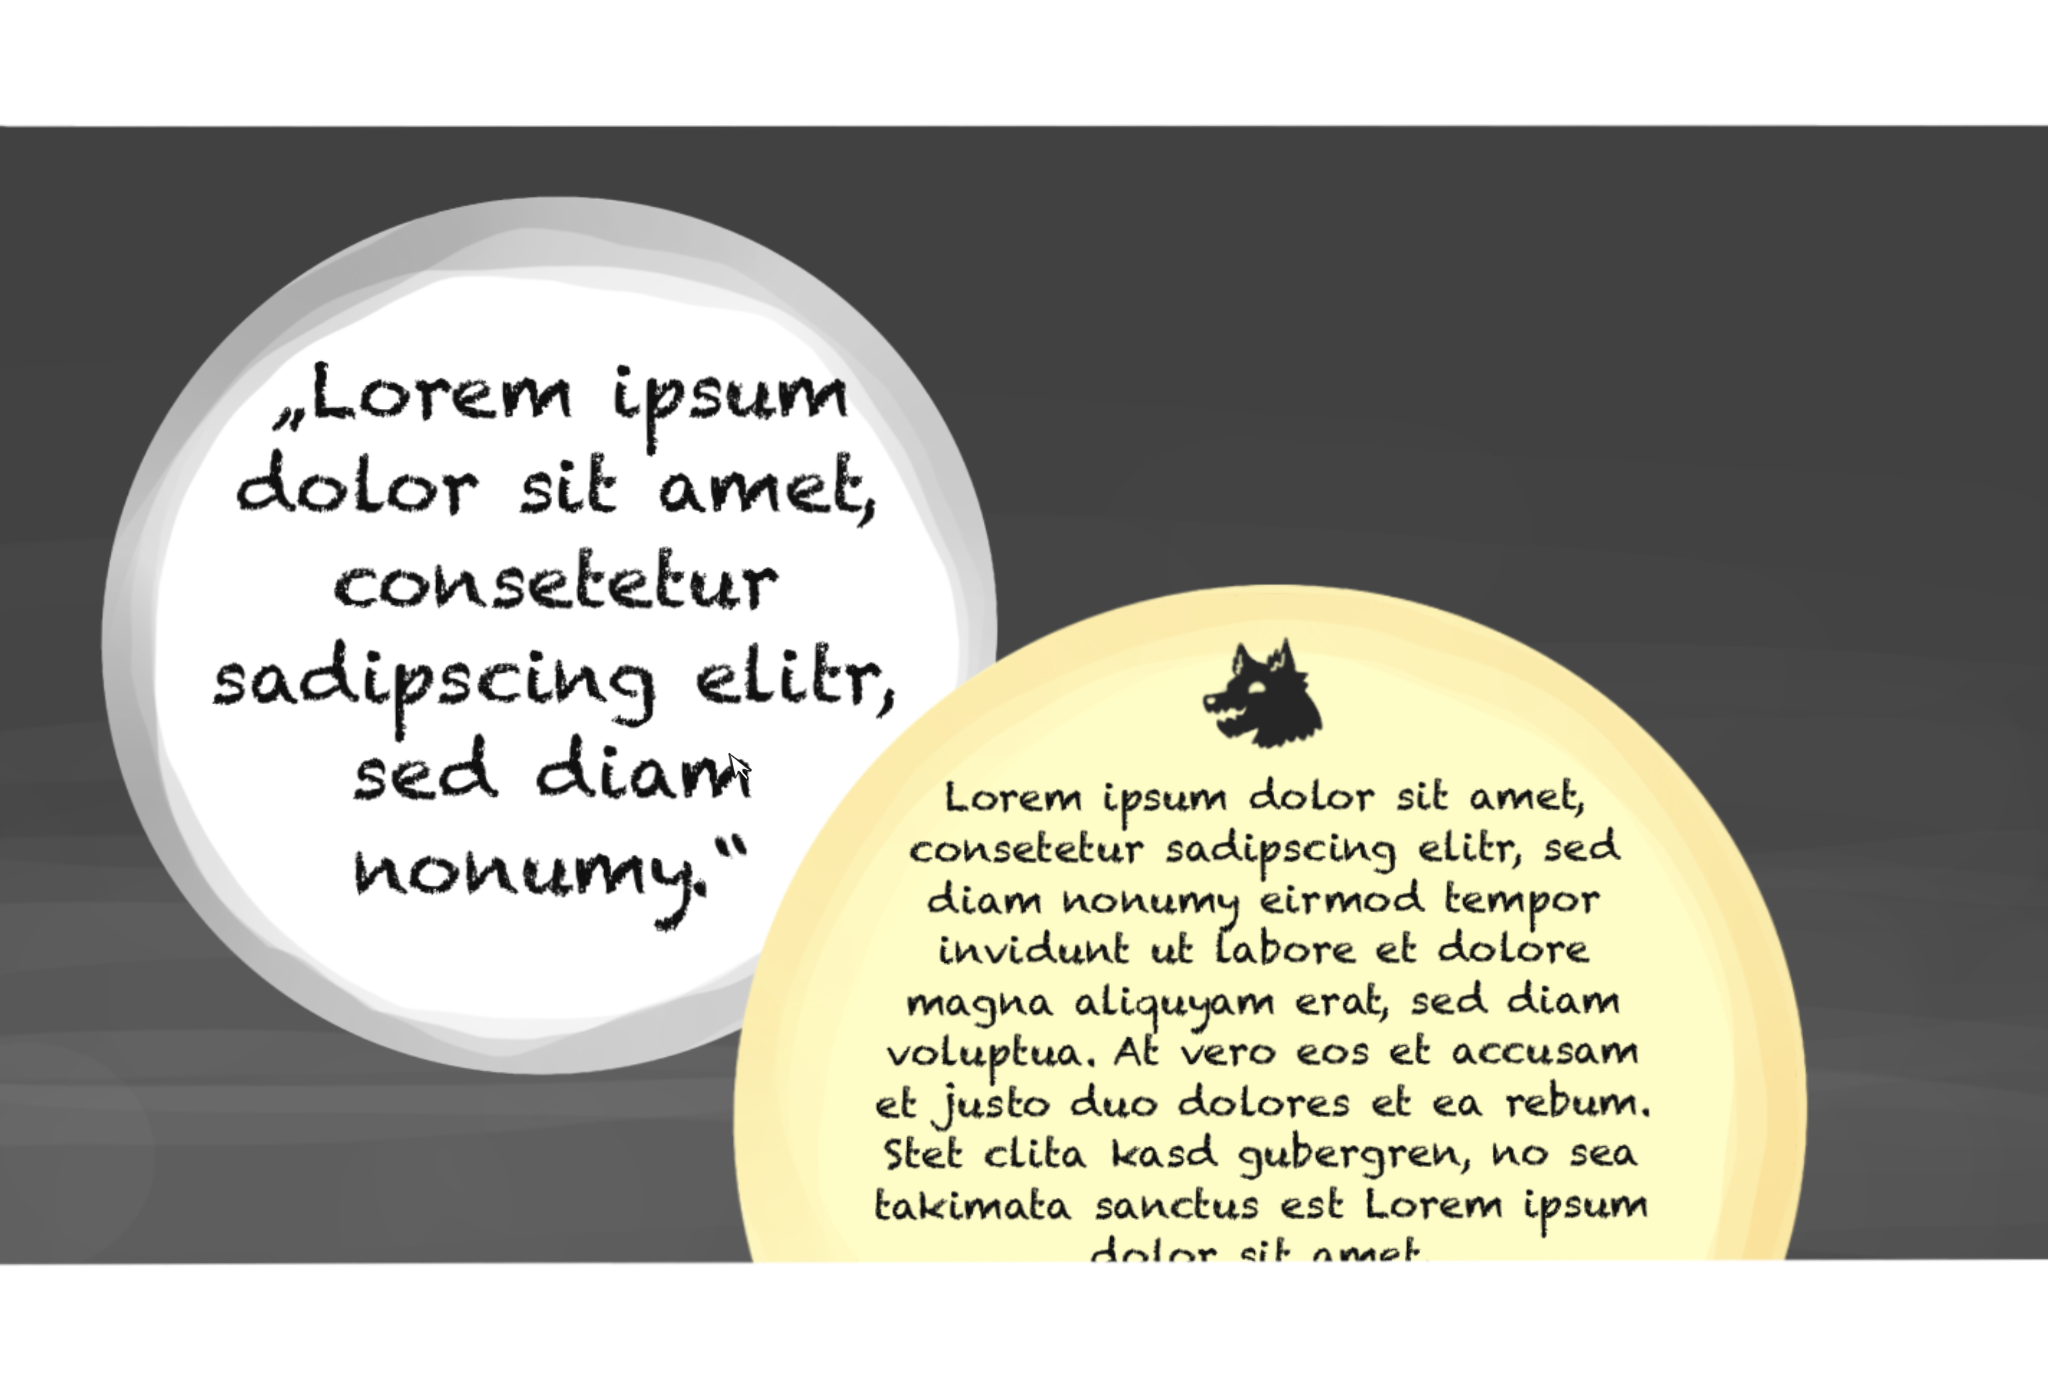 „Lorem ipsum
dolor sit amet,
consetetur
sadipscing elitr,
sed diam
nonumy.“
Lorem ipsum dolor sit amet,
consetetur sadipscing elitr, sed
diam nonumy eirmod tempor
invidunt ut labore et dolore
magna aliquyam erat, sed diam
voluptua. At vero eos et accusam
et justo duo dolores et ea rebum.
Stet clita kasd gubergren, no sea
takimata sanctus est Lorem ipsum
dolor sit amet.